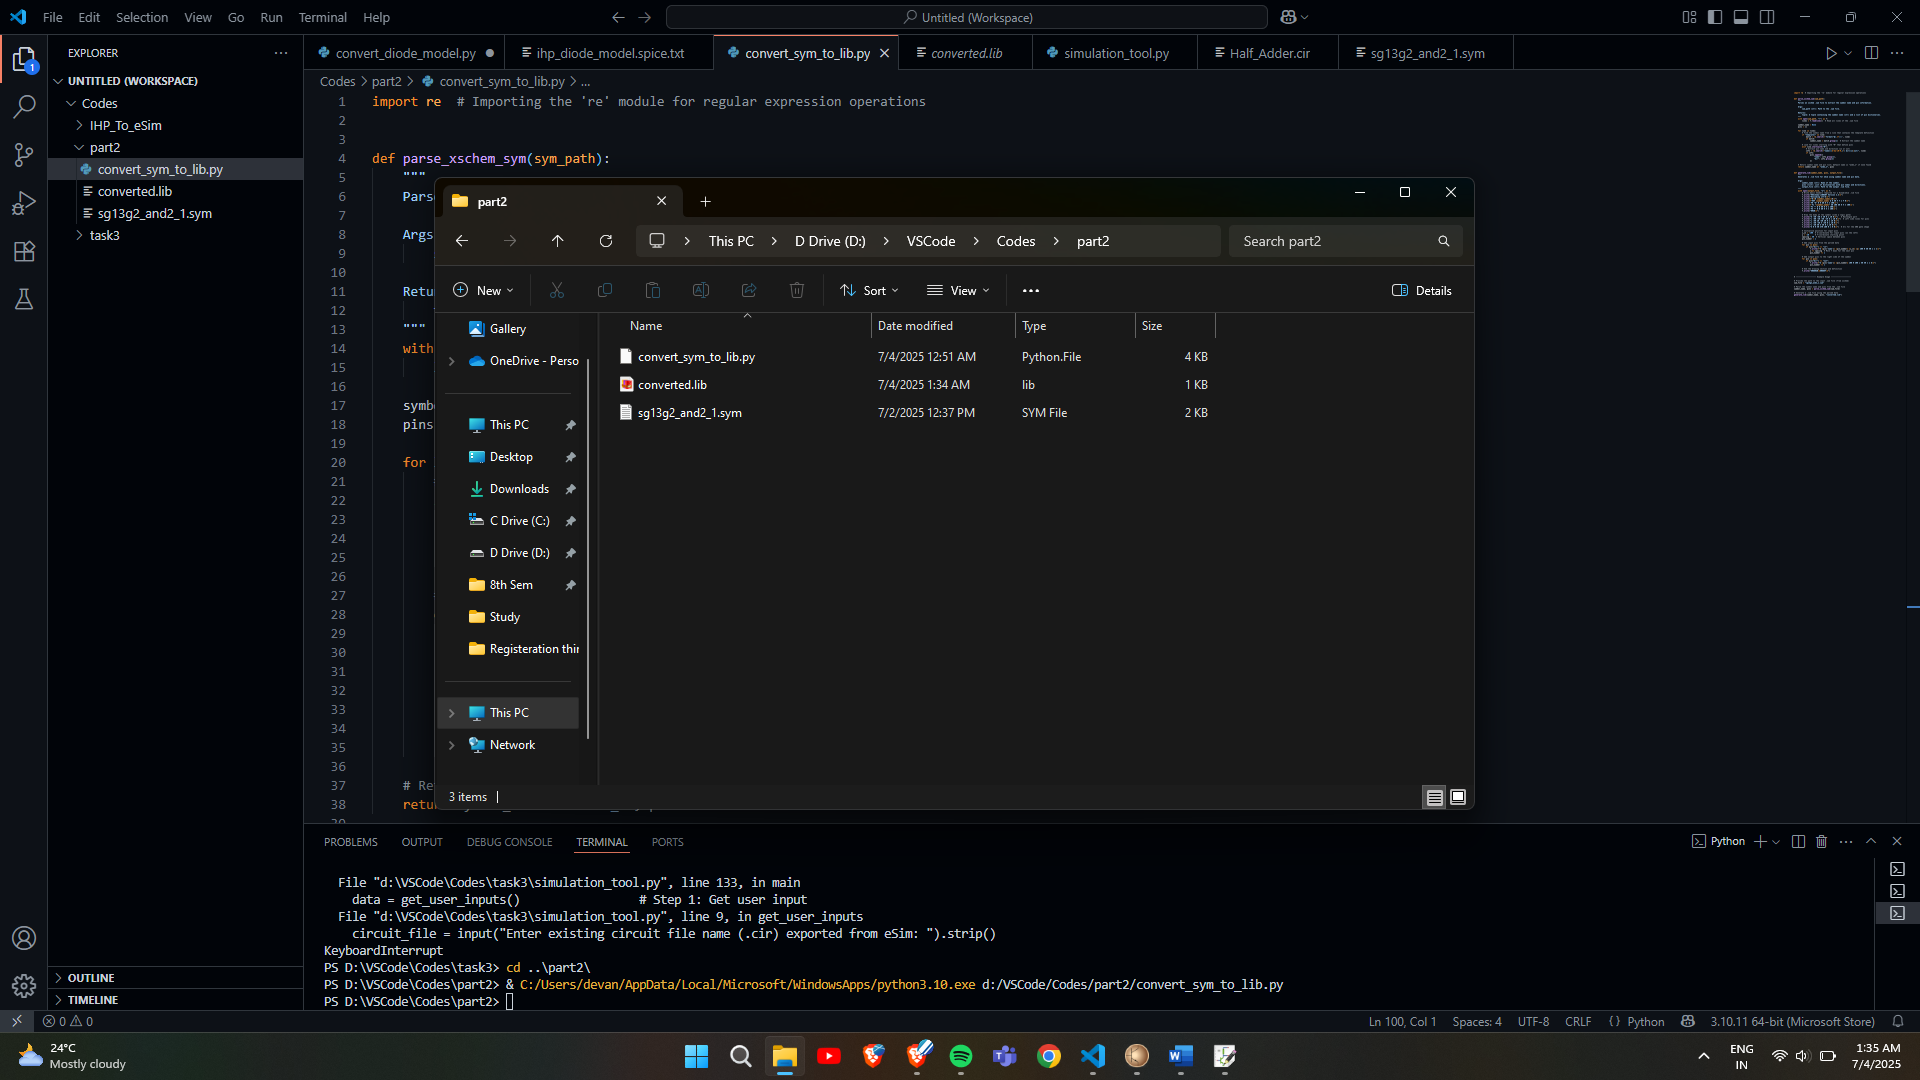 File Edit Selection View Go Run Terminal Help
Untitled (Workspace)
EXPLORER
convert_diode_model.py
ihp_diode_model.spice.txt
convert_sym_to_lib.py
converted.lib
simulation_tool.py
Half_Adder.cir
sg13g2_and2_1.sym
UNTITLED (WORKSPACE)
Codes
IHP_To_eSim
part2
convert_sym_to_lib.py
converted.lib
sg13g2_and2_1.sym
task3
OUTLINE
TIMELINE
Codes > part2 > convert_sym_to_lib.py > ...
1 import re # Importing the 're' module for regular expression operations
2
3
4 def parse_xschem_sym(sym_path):
5 """
6 Pars
7
8 Args
9
10
11 Retu
12
13 """
14 with
15
16
17 symb
18 pins
19
20 for
21
22
23
24
25
26
27
28
29
30
31
32
33
34
35
36
37 # Re
38 retu
39
part2
This PC > D Drive (D:) > VSCode > Codes > part2
Search part2
New
Sort
View
Details
Gallery
OneDrive - Perso
This PC
Desktop
Downloads
C Drive (C:)
D Drive (D:)
8th Sem
Study
Registeration thin
This PC
Network
Name Date modified Type Size
convert_sym_to_lib.py 7/4/2025 12:51 AM Python.File 4 KB
converted.lib 7/4/2025 1:34 AM lib 1 KB
sg13g2_and2_1.sym 7/2/2025 12:37 PM SYM File 2 KB
3 items
PROBLEMS OUTPUT DEBUG CONSOLE TERMINAL PORTS
Python
File "d:\VSCode\Codes\task3\simulation_tool.py", line 133, in main
data = get_user_inputs() # Step 1: Get user input
File "d:\VSCode\Codes\task3\simulation_tool.py", line 9, in get_user_inputs
circuit_file = input("Enter existing circuit file name (.cir) exported from eSim: ").strip()
KeyboardInterrupt
PS D:\VSCode\Codes\task3> cd ..\part2\
PS D:\VSCode\Codes\part2> & C:/Users/devan/AppData/Local/Microsoft/WindowsApps/python3.10.exe d:/VSCode/Codes/part2/convert_sym_to_lib.py
PS D:\VSCode\Codes\part2>
0 0
Ln 100, Col 1 Spaces: 4 UTF-8 CRLF {} Python 3.10.11 64-bit (Microsoft Store)
24°C
Mostly cloudy
ENG
IN
1:35 AM
7/4/2025